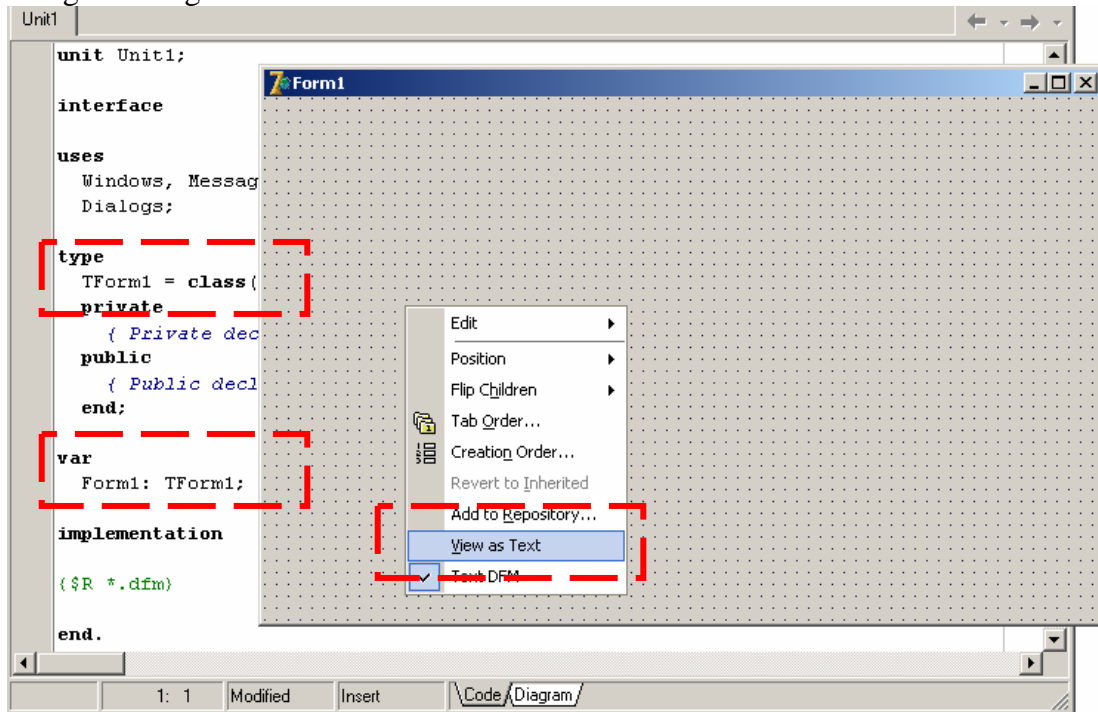 Unit1
unit Unit1;
interface
uses
Windows, Messag
Dialogs;
type
TForm1 = class(
private
{ Private dec
public
{ Public decl
end;
var
Form1: TForm1;
implementation
{$R *.dfm}
end.
Form1
Edit
Position
Flip Children
Tab Order...
Creation Order...
Revert to Inherited
Add to Repository...
View as Text
Text DFM
1: 1 Modified Insert Code Diagram